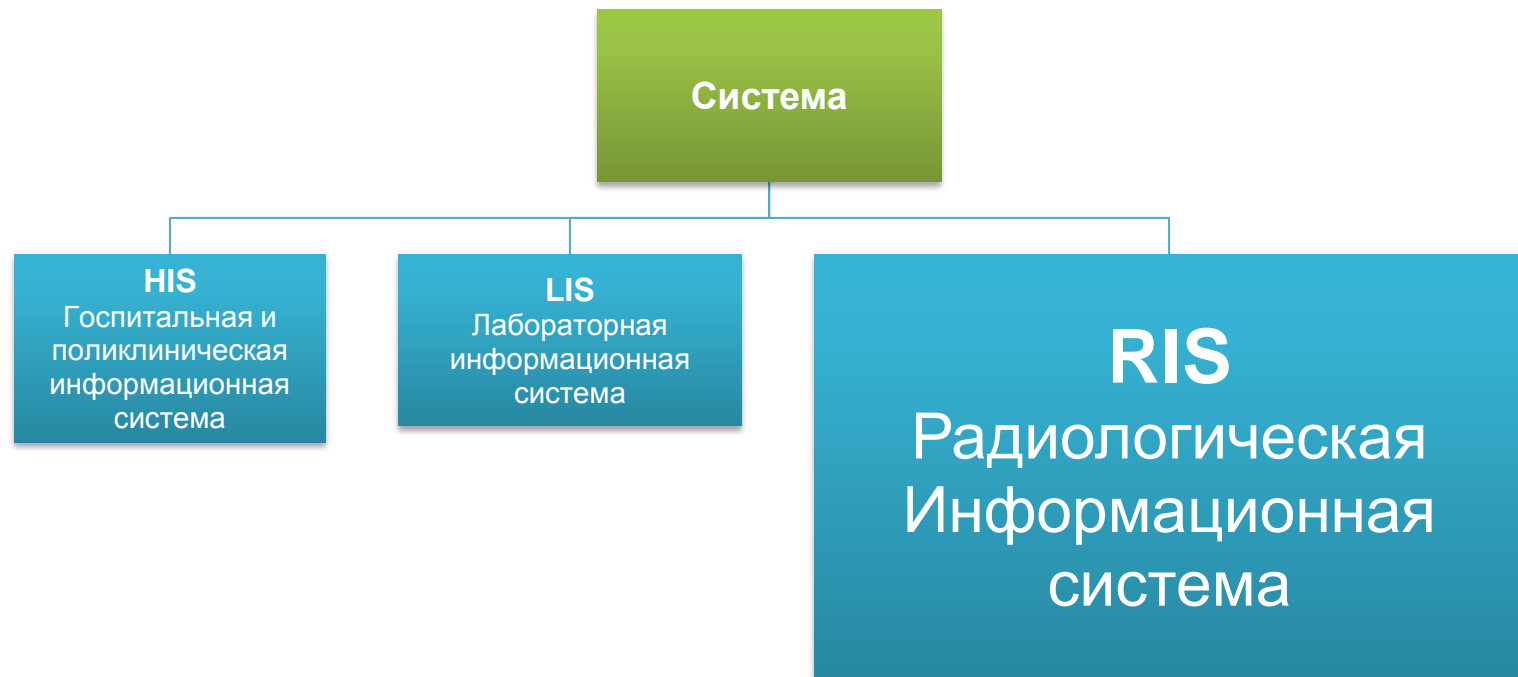 Система
HIS
Госпитальная и
поликлиническая
информационная
система
LIS
Лабораторная
информационная
система
RIS
Радиологическая
Информационная
система